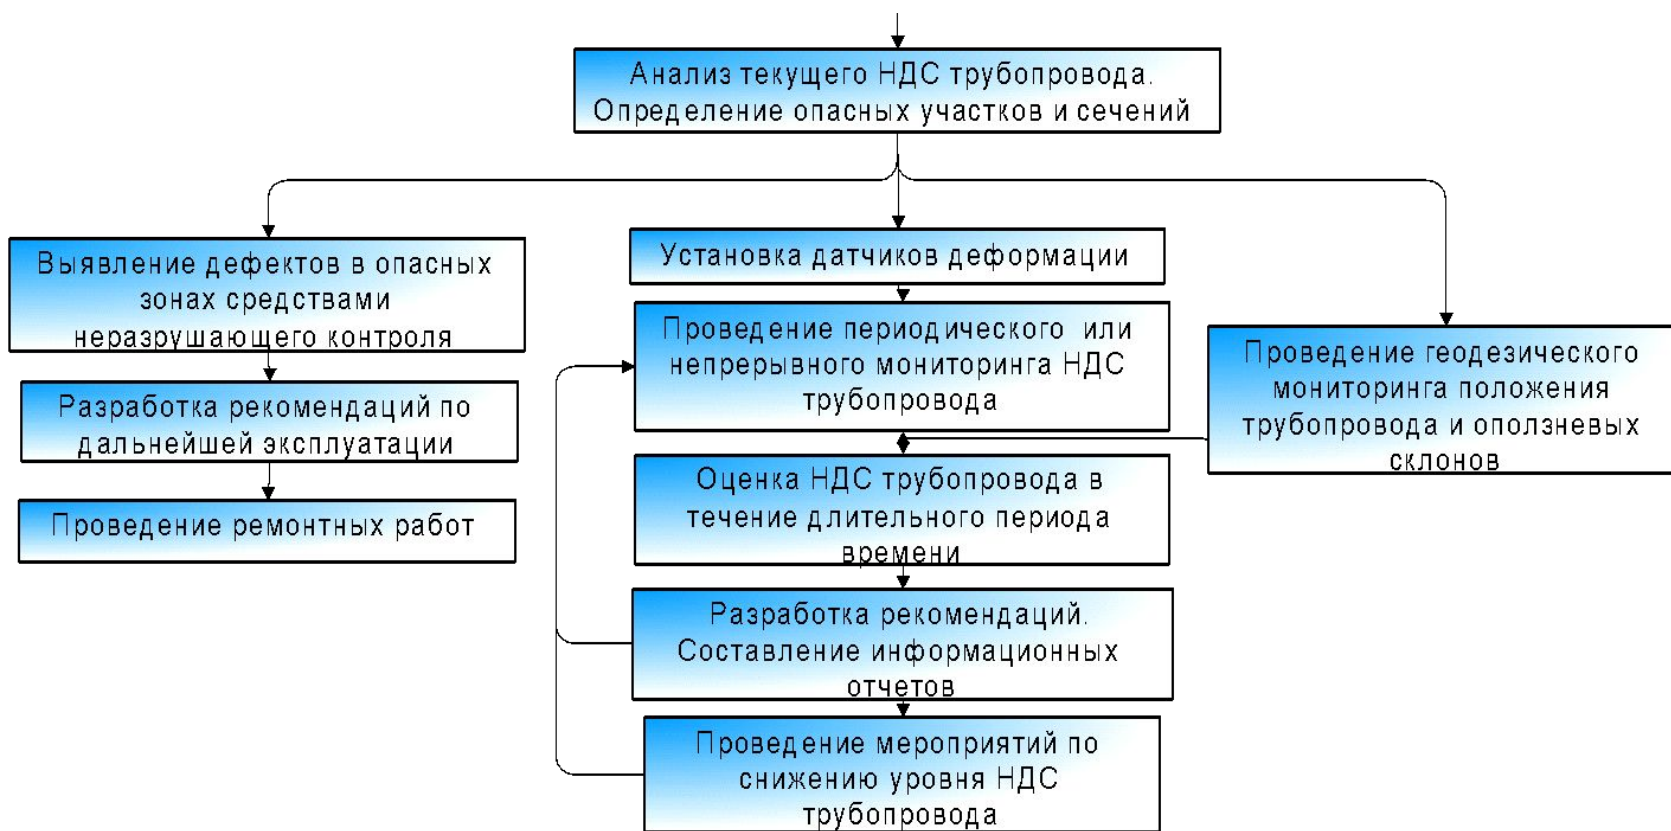 Анализ текущего НДС трубопровода.
Определение опасных участков и сечений
Выявление дефектов в опасных
зонах средствами
неразрушающего контроля
Разработка рекомендаций по
дальнейшей эксплуатации
Проведение ремонтных работ
Установка датчиков деформации
Проведение периодического или
непрерывного мониторинга НДС
трубопровода
Оценка НДС трубопровода в
течение длительного периода
времени
Разработка рекомендаций.
Составление информационных
отчетов
Проведение мероприятий по
снижению уровня НДС
трубопровода
Проведение геодезического
мониторинга положения
трубопровода и оползневых
склонов